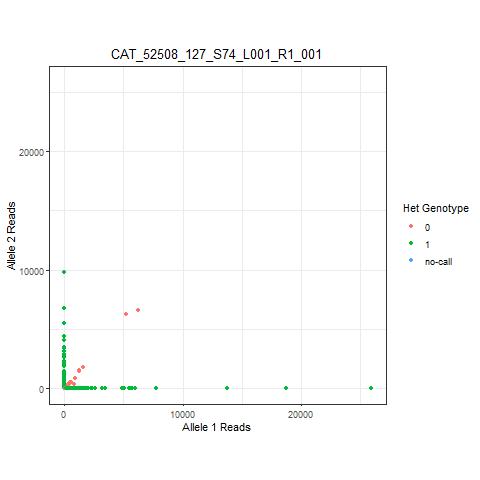 CAT_52508_127_S74_L001_R1_001
Allele 2 Reads
20000
10000
0
0
10000
20000
Allele 1 Reads
Het Genotype
0
1
no-call